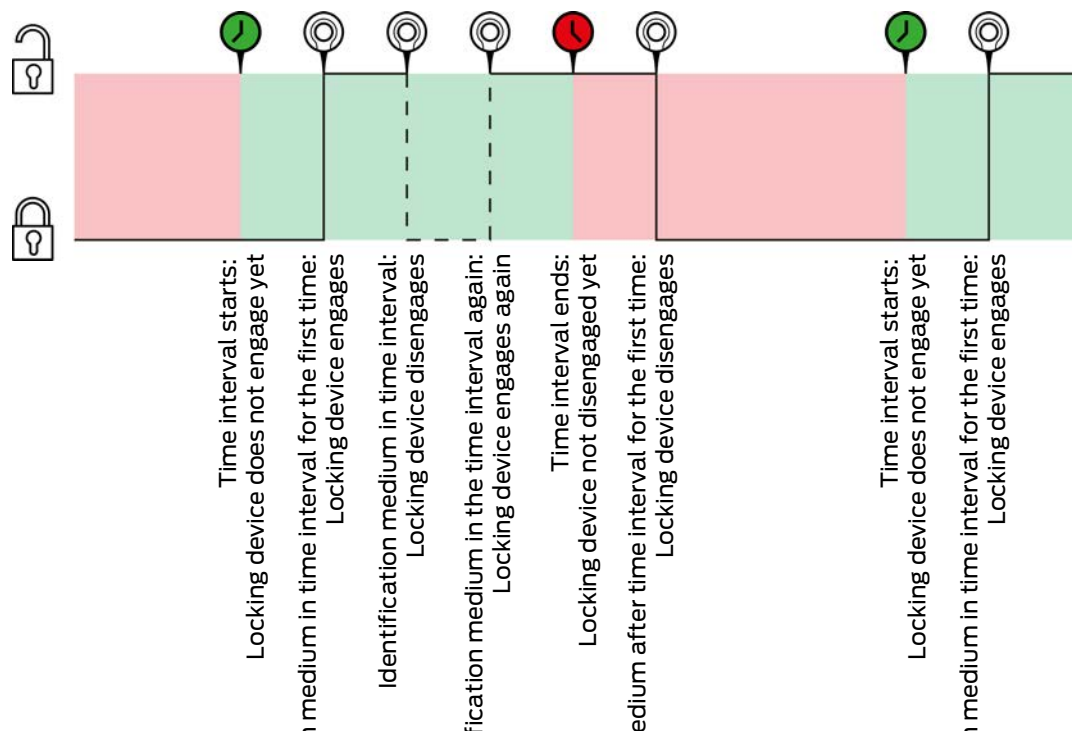 Time interval starts:
Locking device does not engage yet
medium in time interval for the first time:
Locking device engages
Identification medium in time interval:
Locking device disengages
medium in the time interval again:
Locking device engages again
Time interval ends:
Locking device not disengaged yet
after time interval for the first time:
Locking device disengages
Time interval starts:
Locking device does not engage yet
medium in time interval for the first time:
Locking device engages